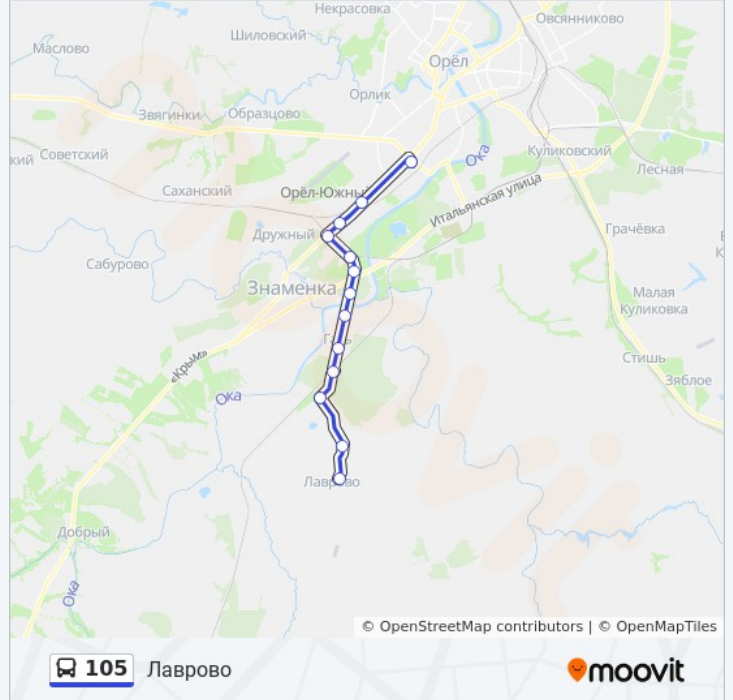 Некрасовка
Овсянниково
Шиловский
Маслово
Орёл
Орлик
Звягинки
Образцово
Ока
Куликовский
кий
Советский
Лесная
Саханский
Орёл-Южный
Итальянская улица
Дружный
Грачёвка
Сабурово
Знаменка
Малая
Куликовка
Стишь
«Крым»
Зяблое
Ока
Лаврово
Добрый
Ока
© OpenStreetMap contributors | © OpenMapTiles
105 Лаврово
moovit